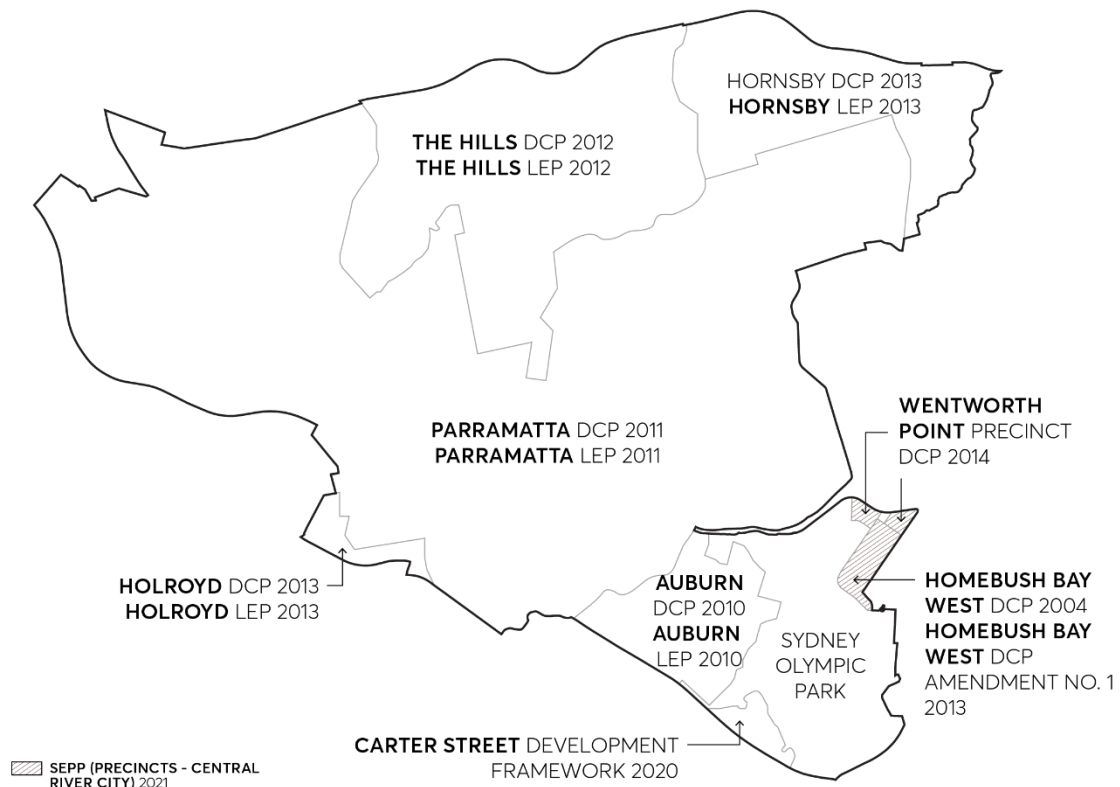 HORNSBY DCP 2013
HORNSBY LEP 2013
THE HILLS DCP 2012
THE HILLS LEP 2012
PARRAMATTA DCP 2011
PARRAMATTA LEP 2011
WENTWORTH
POINT PRECINCT
DCP 2014
HOLROYD DCP 2013
HOLROYD LEP 2013
AUBURN
DCP 2010
AUBURN
LEP 2010
SYDNEY
OLYMPIC
PARK
HOMEBUSH BAY
WEST DCP 2004
HOMEBUSH BAY
WEST DCP
AMENDMENT NO. 1
2013
CARTER STREET DEVELOPMENT
FRAMEWORK 2020
SEPP (PRECINCTS - CENTRAL
RIVER CITY) 2021